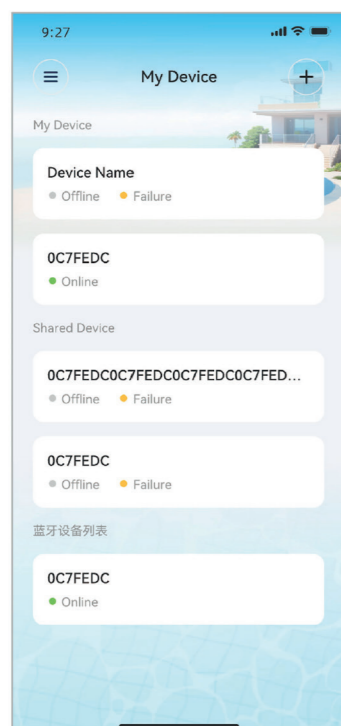 9:27
My Device
My Device
Device Name
Offline Failure
0C7FEDC
Online
Shared Device
0C7FEDC0C7FEDC0C7FEDC0C7FED...
Offline Failure
0C7FEDC
Offline Failure
蓝牙设备列表
0C7FEDC
Online